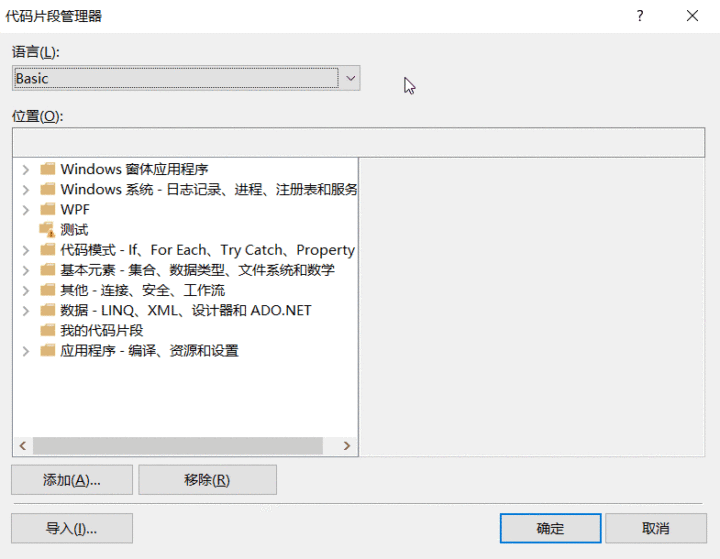 代码片段管理器
语言(L):
Basic
位置(O):
Windows 窗体应用程序
Windows 系统 - 日志记录、进程、注册表和服务
WPF
测试
代码模式 - If、For Each、Try Catch、Property
基本元素 - 集合、数据类型、文件系统和数学
其他 - 连接、安全、工作流
数据 - LINQ、XML、设计器和 ADO.NET
我的代码片段
应用程序 - 编译、资源和设置
添加(A)... 移除(R)
导入(I)... 确定 取消